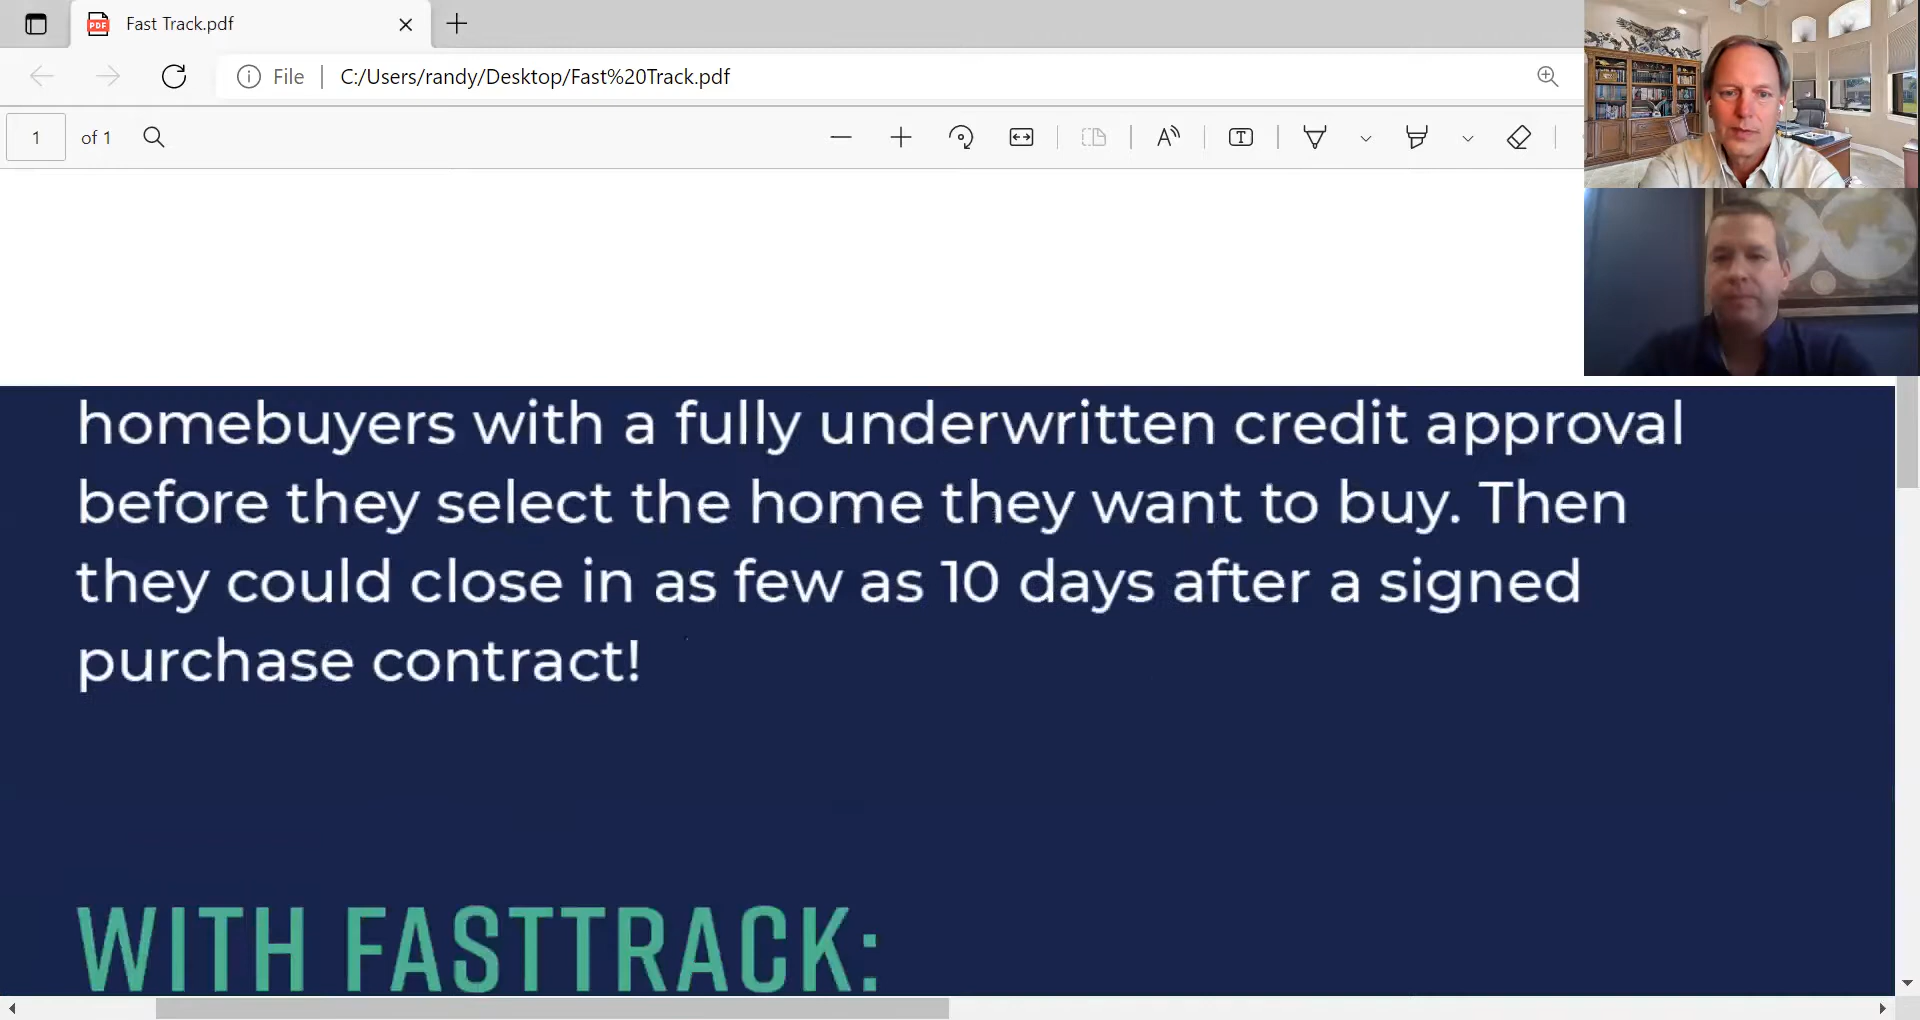 Fast Track.pdf
File
C:/Users/randy/Desktop/Fast%20Track.pdf
1 of 1
homebuyers with a fully underwritten credit approval
before they select the home they want to buy. Then
they could close in as few as 10 days after a signed
purchase contract!
WITH FASTTRACK: